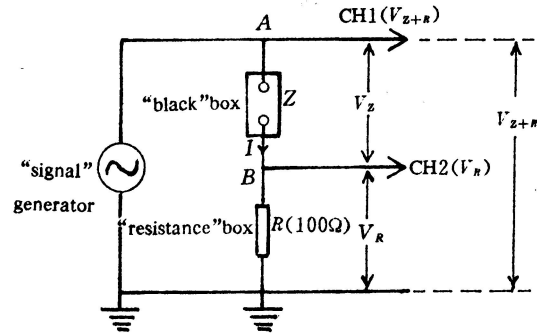 A
CH1(V_{Z+R})
"black"box
Z
V_Z
V_{Z+R}
I
B
CH2(V_R)
"signal"
generator
"resistance"box
R(100Ω)
V_R